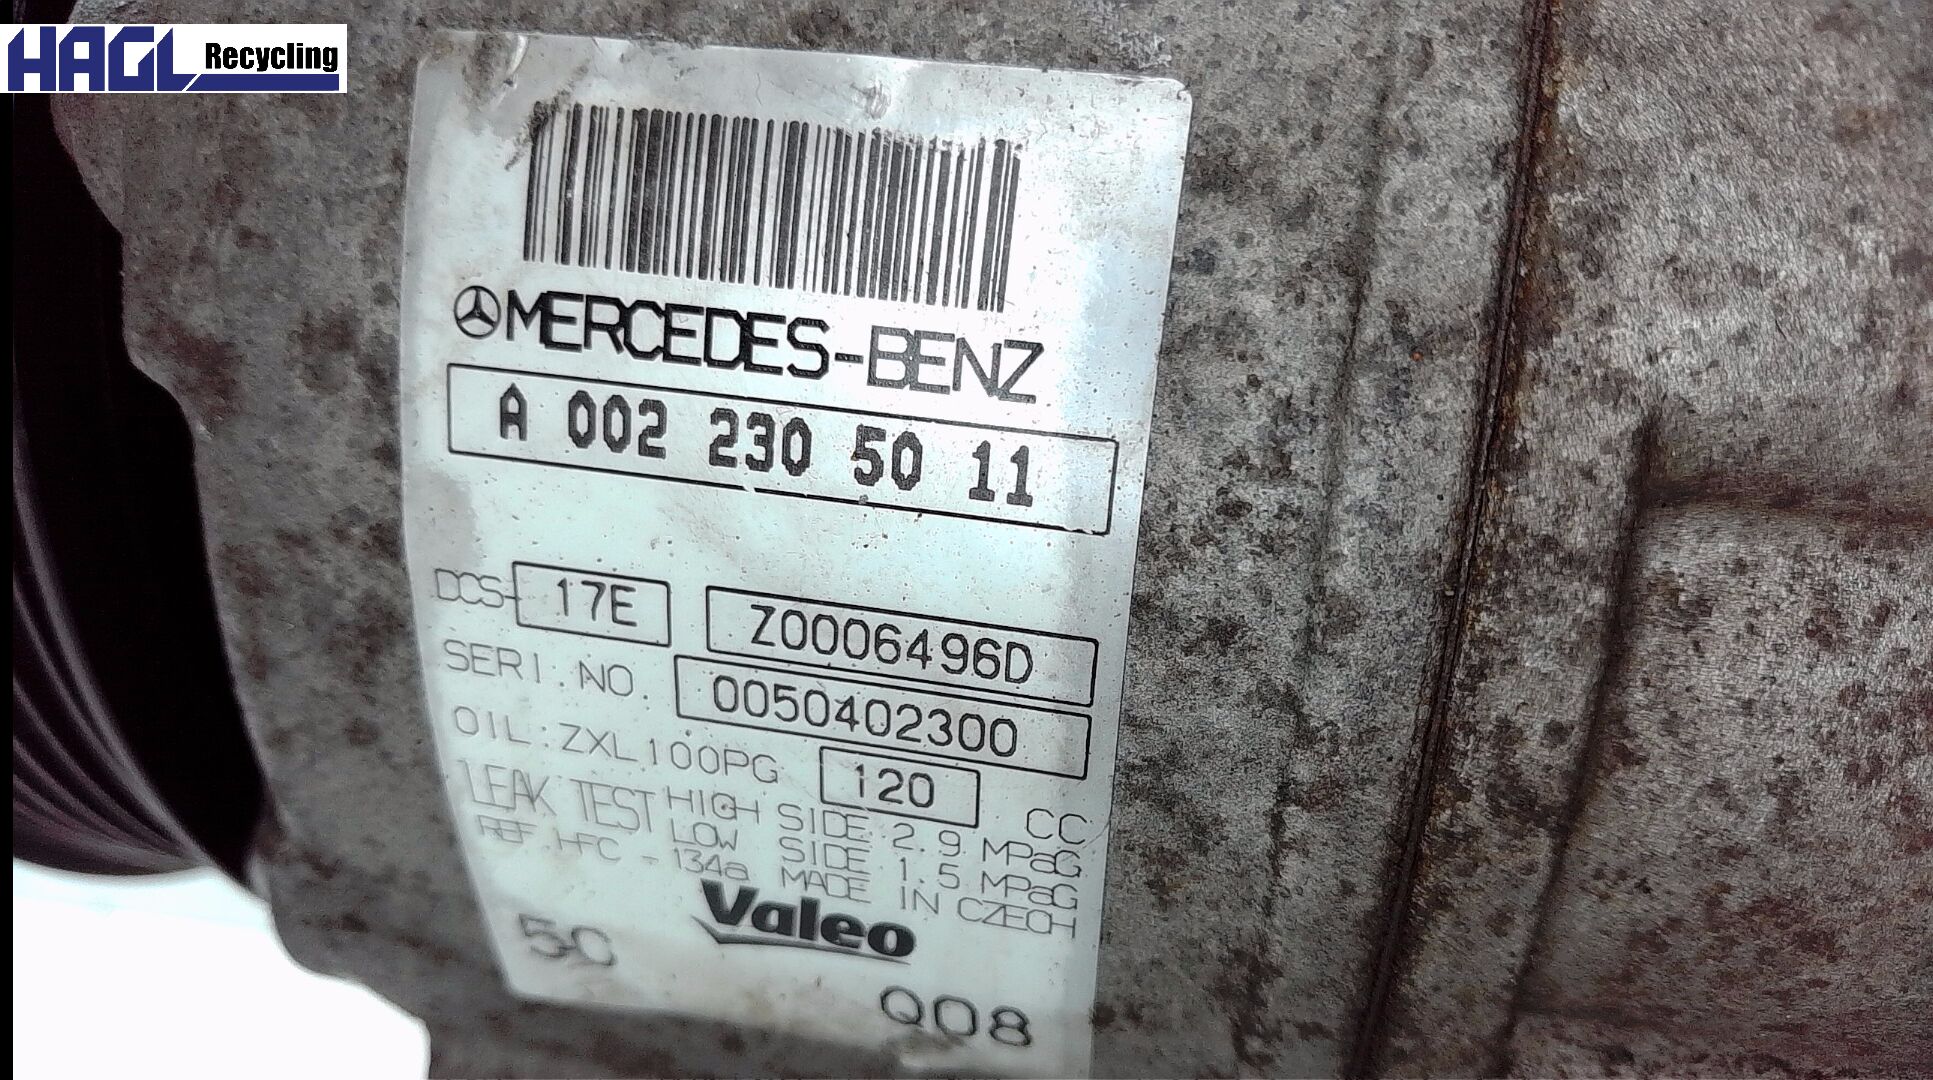 HAGL Recycling
MERCEDES-BENZ
A 002 230 50 11
DCS- 17E Z0006496D
SERI. NO. 0050402300
OIL: ZXL100PG 120 CC
LEAK TEST HIGH SIDE 2.9 MPaG
LOW SIDE 1.5 MPaG
REF. HFC - 134a MADE IN CZECH
Valeo
5C
Q08